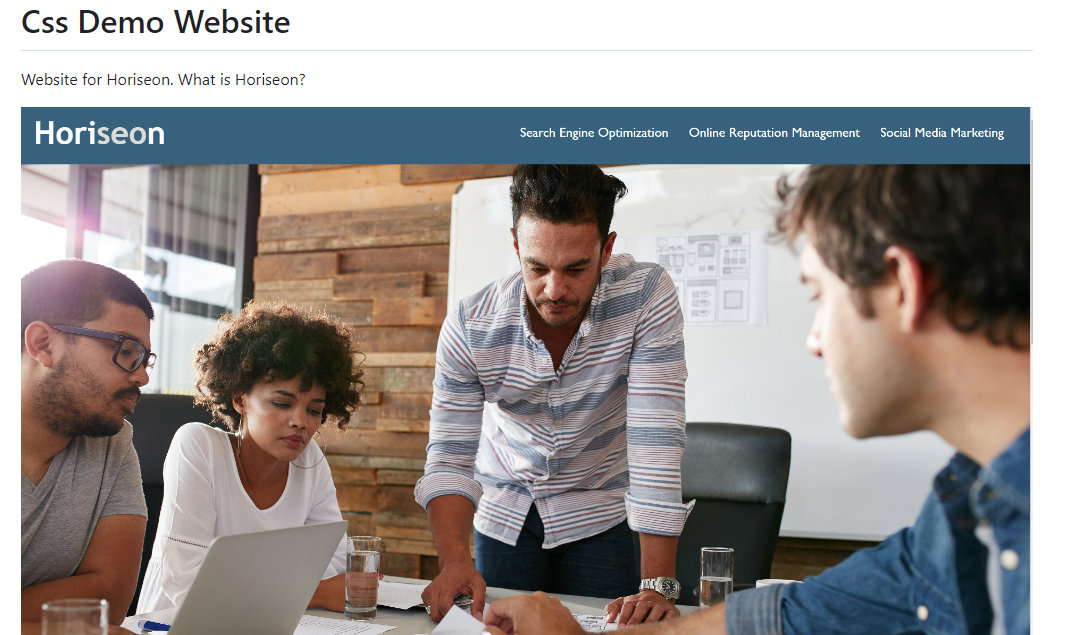 Css Demo Website
Website for Horiseon. What is Horiseon?
Horiseon
Search Engine Optimization Online Reputation Management Social Media Marketing